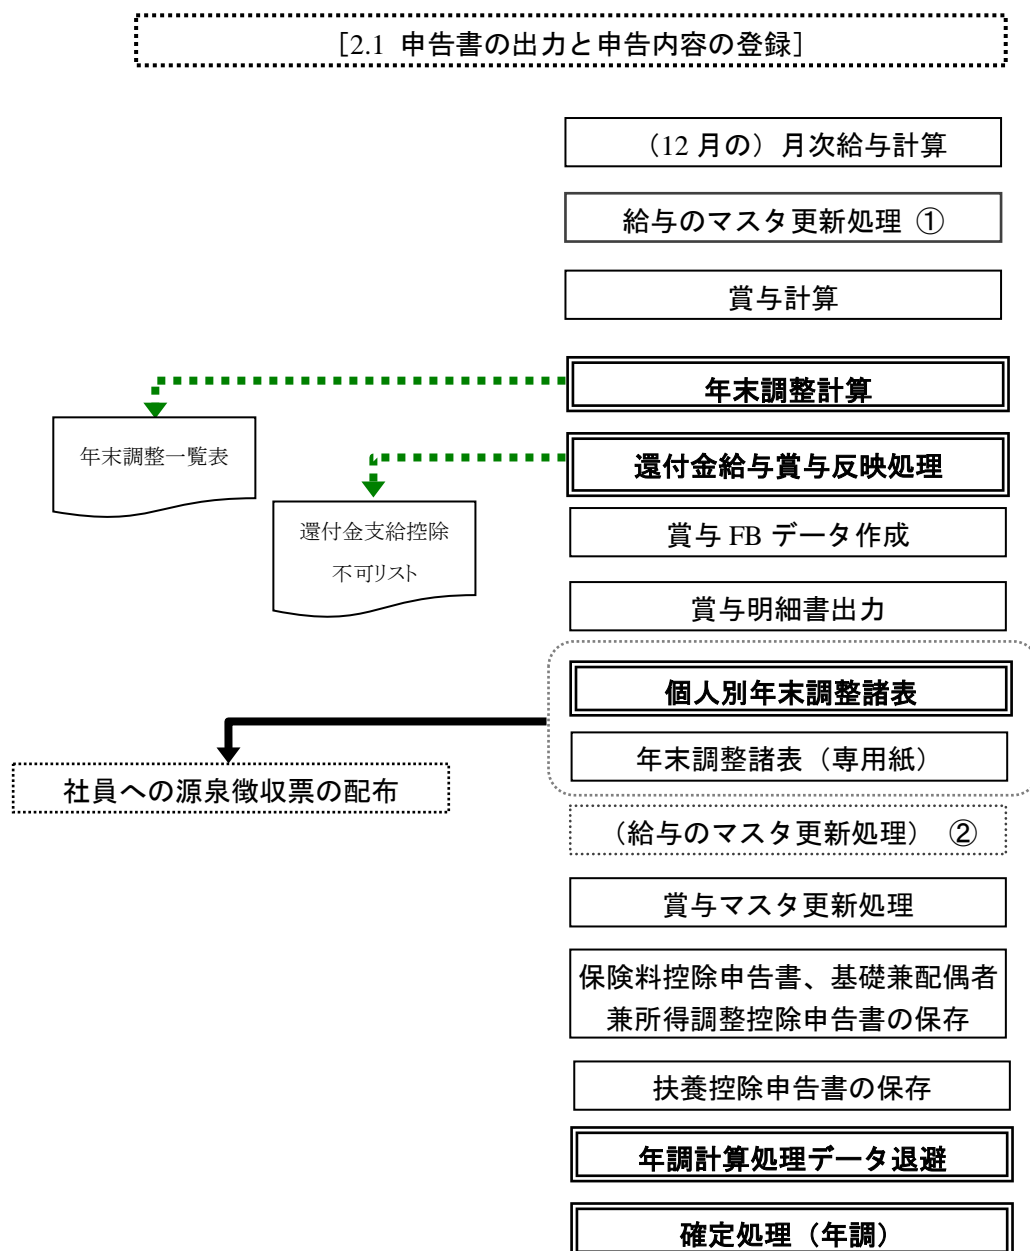 [2.1 申告書の出力と申告内容の登録]
（12 月の）月次給与計算
給与のマスタ更新処理 ①
賞与計算
年末調整計算
年末調整一覧表
還付金給与賞与反映処理
還付金支給控除
不可リスト
賞与 FB データ作成
賞与明細書出力
個人別年末調整諸表
年末調整諸表（専用紙）
社員への源泉徴収票の配布
（給与のマスタ更新処理） ②
賞与マスタ更新処理
保険料控除申告書、基礎兼配偶者
兼所得調整控除申告書の保存
扶養控除申告書の保存
年調計算処理データ退避
確定処理（年調）